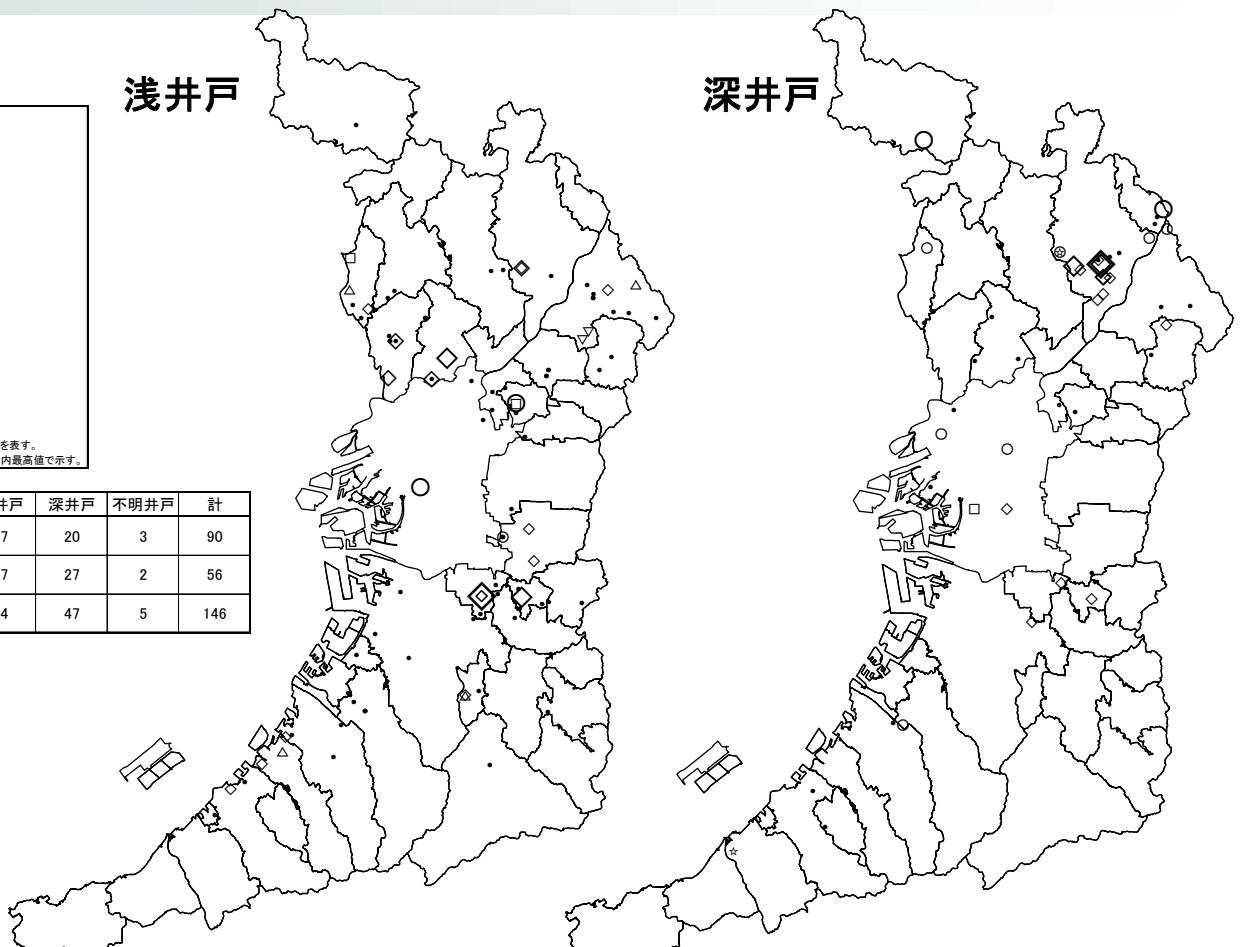 浅井戸
深井戸
を表す。
内最高値で示す。
井戸 深井戸 不明井戸 計
7 20 3 90
7 27 2 56
4 47 5 146